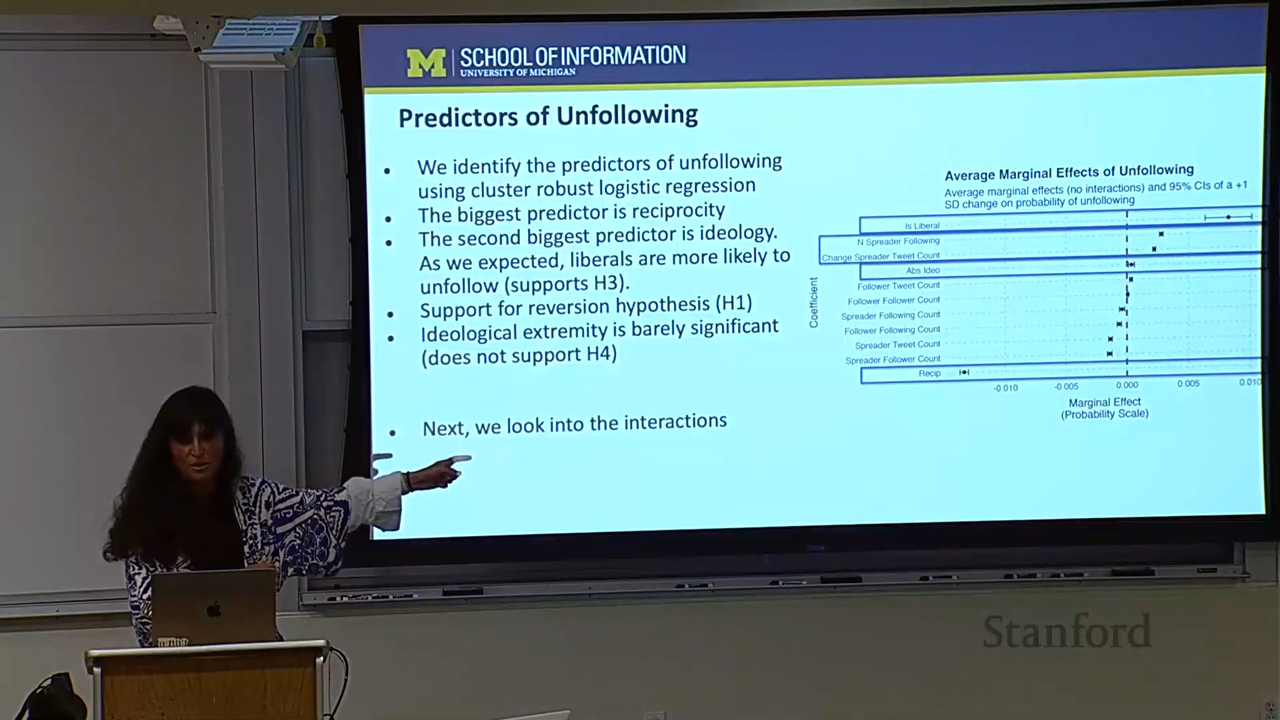 M SCHOOL OF INFORMATION
UNIVERSITY OF MICHIGAN
Predictors of Unfollowing
• We identify the predictors of unfollowing
using cluster robust logistic regression
• The biggest predictor is reciprocity
• The second biggest predictor is ideology.
As we expected, liberals are more likely to
unfollow (supports H3).
• Support for reversion hypothesis (H1)
• Ideological extremity is barely significant
(does not support H4)
• Next, we look into the interactions
Average Marginal Effects of Unfollowing
Average marginal effects (no interactions) and 95% CIs of a +1
SD change on probability of unfollowing
Coefficient
Is Liberal
N Spreader Following
Change Spreader Tweet Count
Abs Ideo
Follower Tweet Count
Follower Follower Count
Spreader Following Count
Follower Following Count
Spreader Tweet Count
Spreader Follower Count
Recip
-0.010 -0.005 0.000 0.005 0.010
Marginal Effect
(Probability Scale)
Stanford